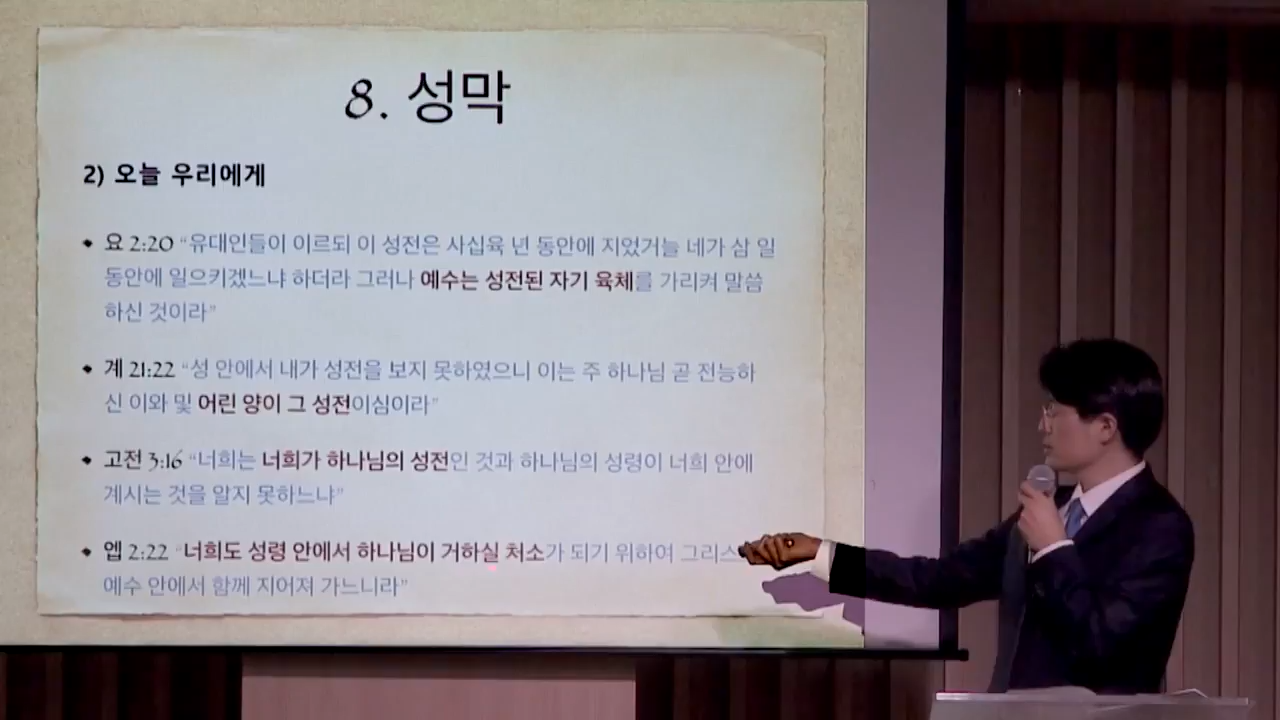 8. 성막
2) 오늘 우리에게
• 요 2:20 “유대인들이 이르되 이 성전은 사십육 년 동안에 지었거늘 네가 삼 일
동안에 일으키겠느냐 하더라 그러나 예수는 성전된 자기 육체를 가리켜 말씀
하신 것이라”
• 계 21:22 “성 안에서 내가 성전을 보지 못하였으니 이는 주 하나님 곧 전능하
신 이와 및 어린 양이 그 성전이심이라”
• 고전 3:16 “너희는 너희가 하나님의 성전인 것과 하나님의 성령이 너희 안에
계시는 것을 알지 못하느냐”
• 엡 2:22 “너희도 성령 안에서 하나님이 거하실 처소가 되기 위하여 그리스
예수 안에서 함께 지어져 가느니라”